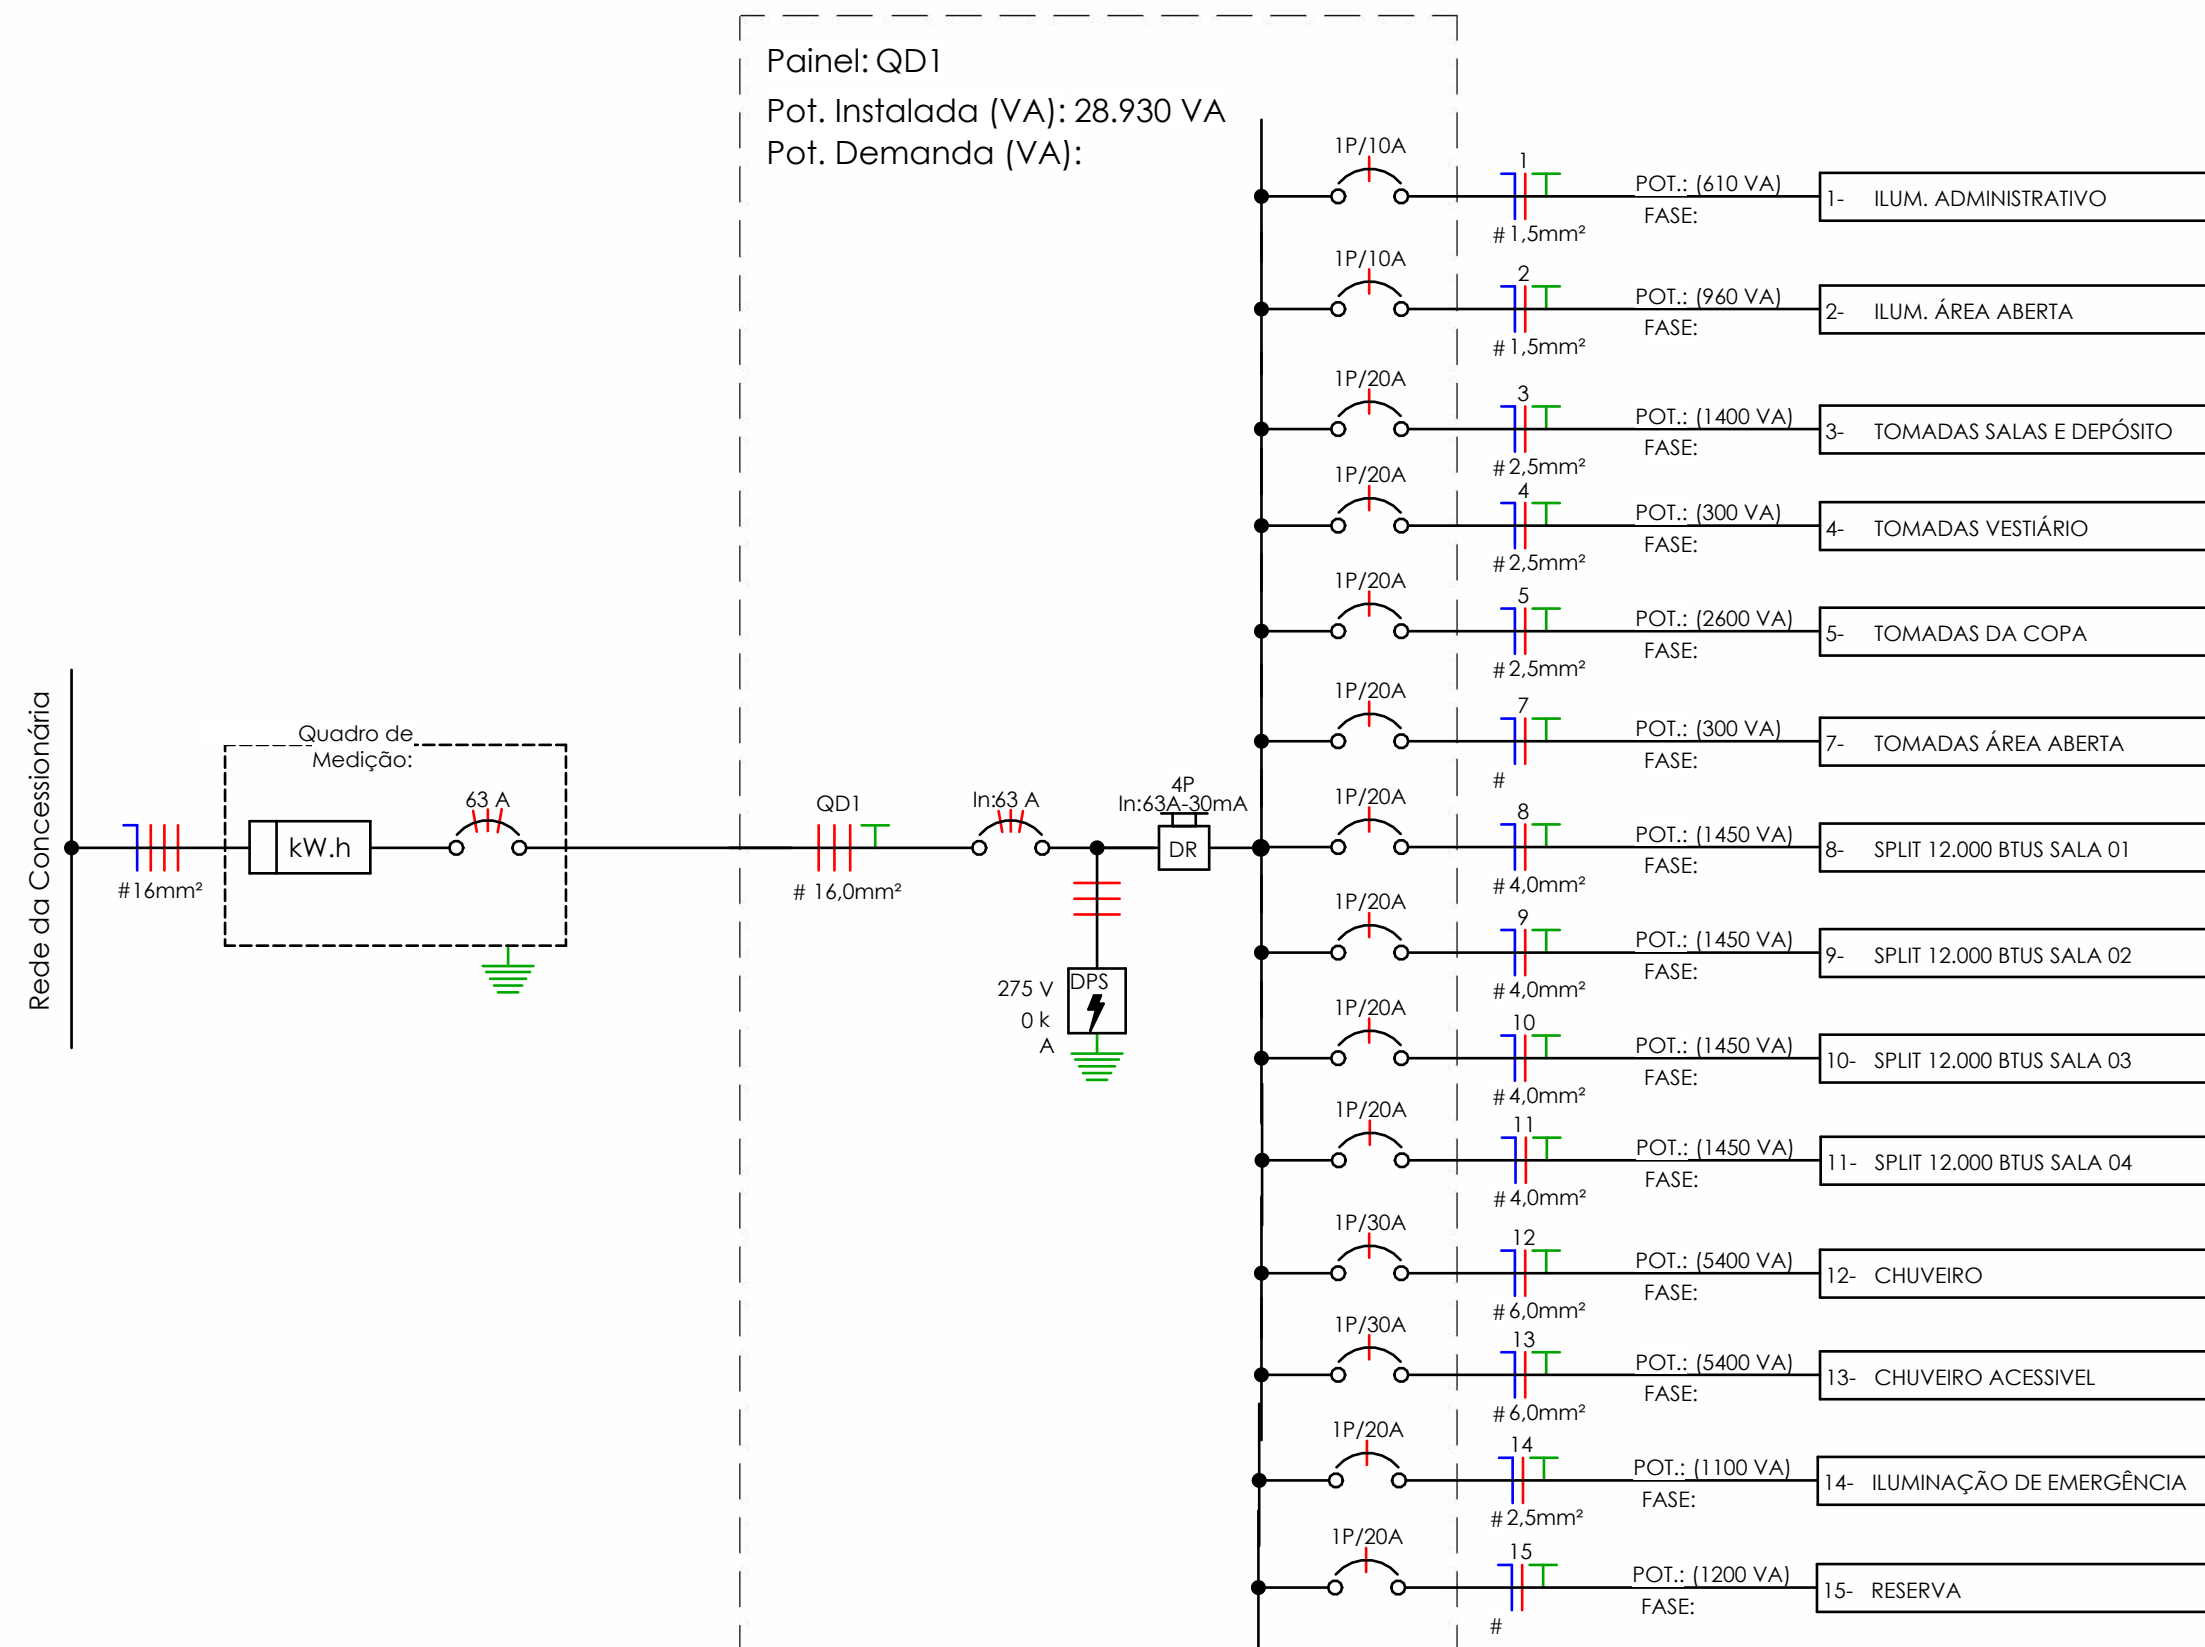 Painel: QD1
Pot. Instalada (VA): 28.930 VA
Pot. Demanda (VA):
Rede da Concessionária
#16mm²
Quadro de
Medição:
kW.h
63 A
QD1
# 16,0mm²
In:63 A
4P
In:63A-30mA
DR
275 V
0 k
A
DPS
1P/10A
1
POT.: (610 VA)
FASE:
#1,5mm²
1- ILUM. ADMINISTRATIVO
1P/10A
2
POT.: (960 VA)
FASE:
#1,5mm²
2- ILUM. ÁREA ABERTA
1P/20A
3
POT.: (1400 VA)
FASE:
#2,5mm²
3- TOMADAS SALAS E DEPÓSITO
1P/20A
4
POT.: (300 VA)
FASE:
#2,5mm²
4- TOMADAS VESTIÁRIO
1P/20A
5
POT.: (2600 VA)
FASE:
#2,5mm²
5- TOMADAS DA COPA
1P/20A
7
POT.: (300 VA)
FASE:
#
7- TOMADAS ÁREA ABERTA
1P/20A
8
POT.: (1450 VA)
FASE:
#4,0mm²
8- SPLIT 12.000 BTUS SALA 01
1P/20A
9
POT.: (1450 VA)
FASE:
#4,0mm²
9- SPLIT 12.000 BTUS SALA 02
1P/20A
10
POT.: (1450 VA)
FASE:
#4,0mm²
10- SPLIT 12.000 BTUS SALA 03
1P/20A
11
POT.: (1450 VA)
FASE:
#4,0mm²
11- SPLIT 12.000 BTUS SALA 04
1P/30A
12
POT.: (5400 VA)
FASE:
#6,0mm²
12- CHUVEIRO
1P/30A
13
POT.: (5400 VA)
FASE:
#6,0mm²
13- CHUVEIRO ACESSIVEL
1P/20A
14
POT.: (1100 VA)
FASE:
#2,5mm²
14- ILUMINAÇÃO DE EMERGÊNCIA
1P/20A
15
POT.: (1200 VA)
FASE:
#
15- RESERVA